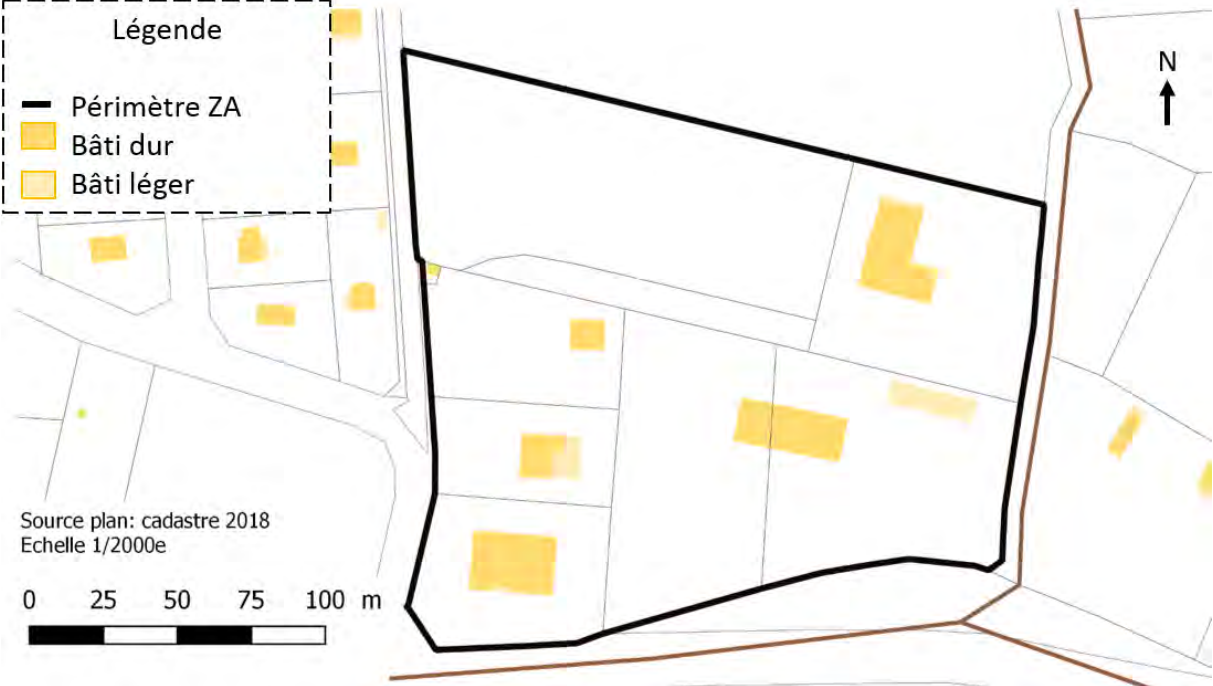 Légende
Périmètre ZA
Bâti dur
Bâti léger
N
Source plan: cadastre 2018
Echelle 1/2000e
0 25 50 75 100 m